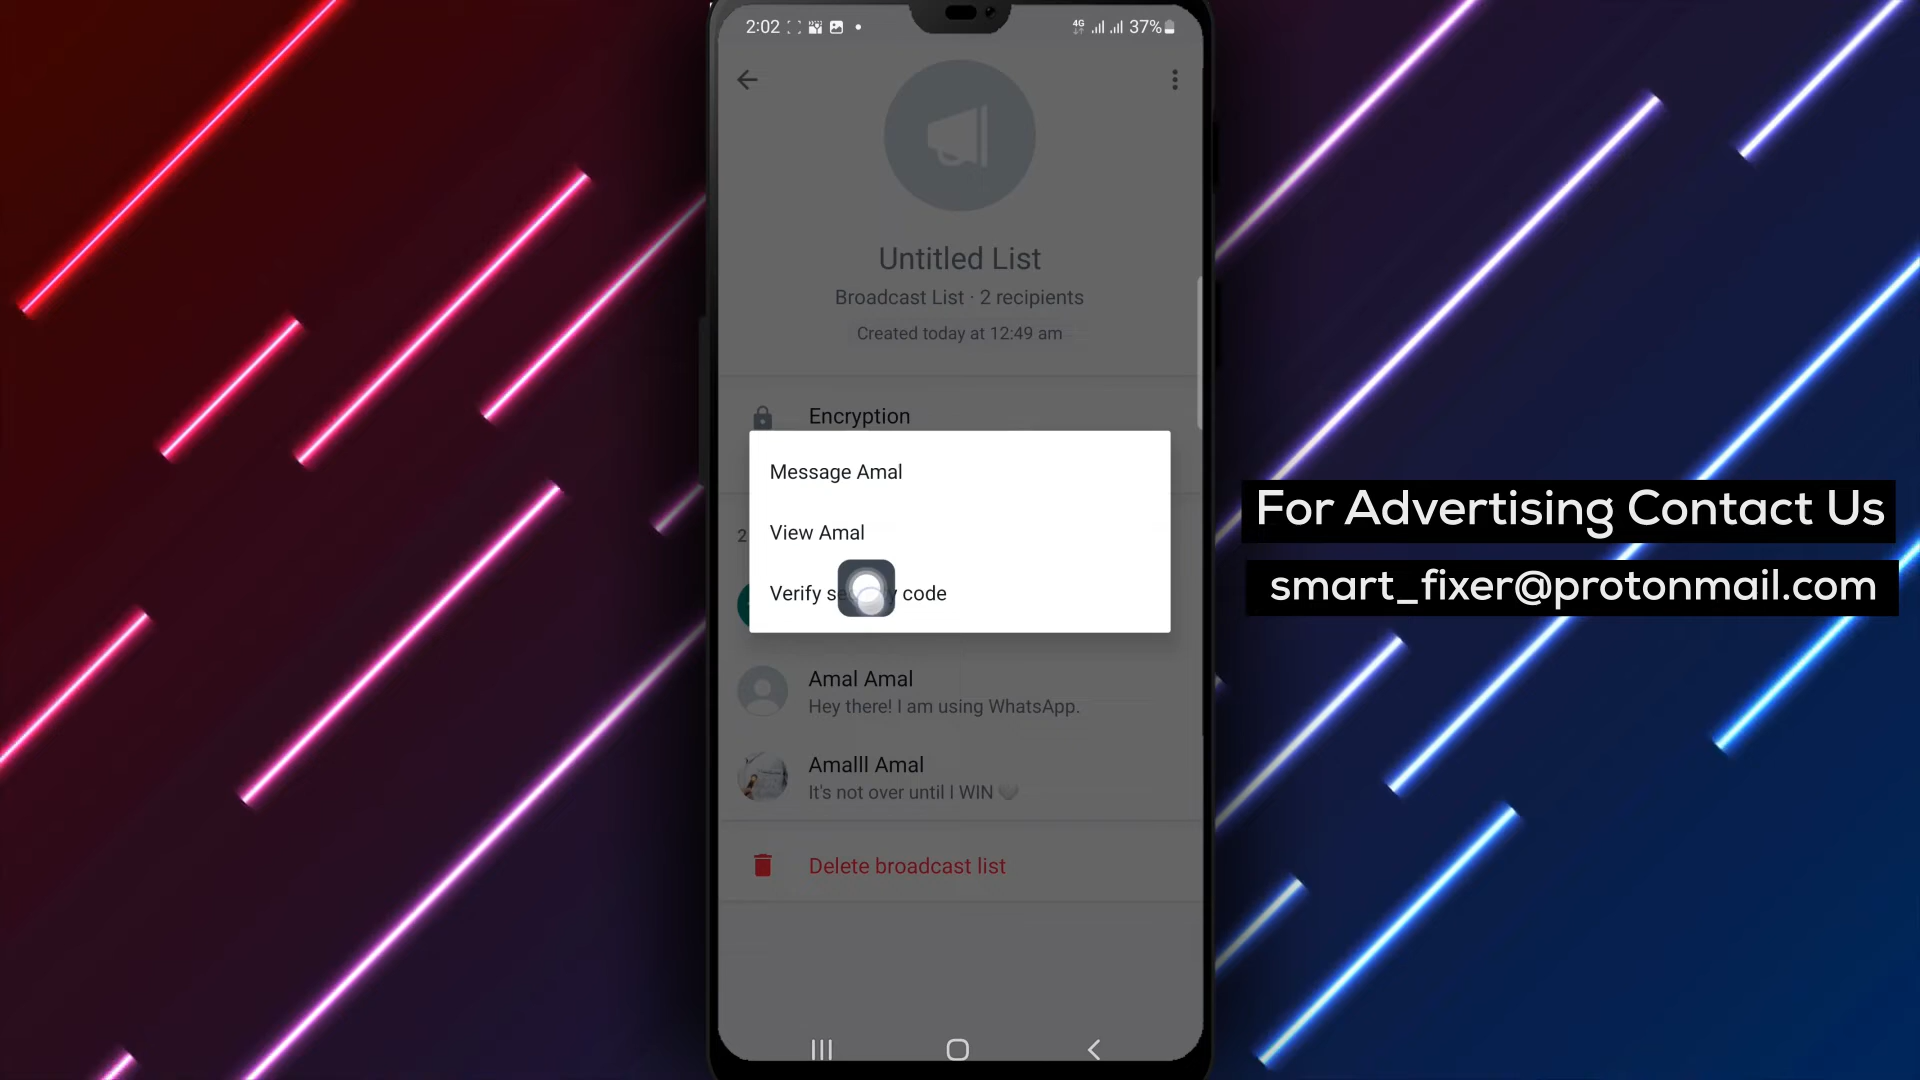 2:02
4G 37%
Untitled List
Broadcast List · 2 recipients
Created today at 12:49 am
Encryption
Message Amal
View Amal
2
Verify code
Amal Amal
Hey there! I am using WhatsApp.
Amalll Amal
It's not over until I WIN 🤍
Delete broadcast list
For Advertising Contact Us
smart_fixer@protonmail.com